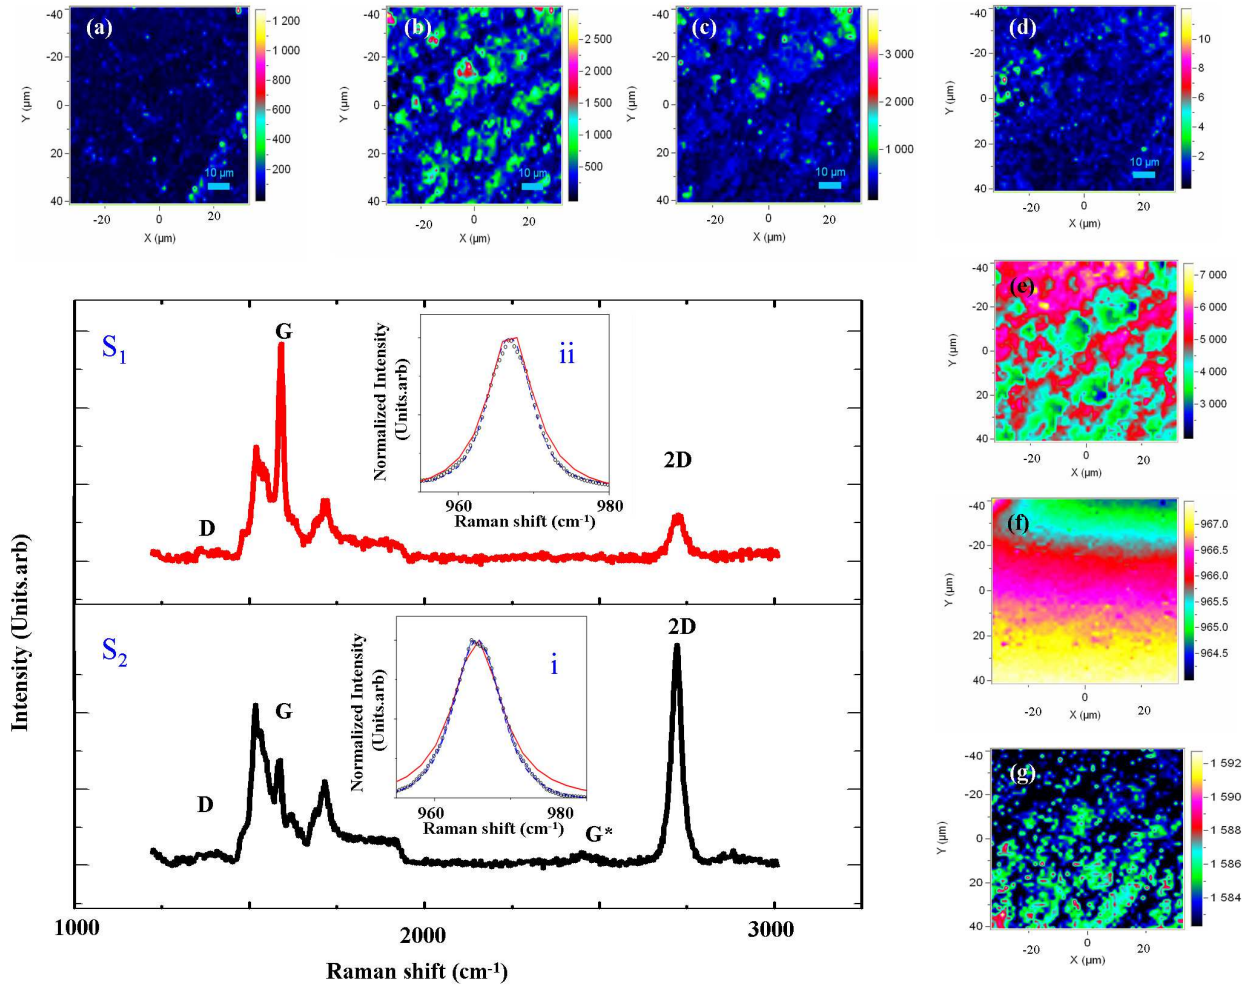 (a)
-40
-20
0
20
40
Y (µm)
-20
0
20
X (µm)
10 µm
1 200
1 000
800
600
400
200
(b)
-40
-20
0
20
40
Y (µm)
-20
0
20
X (µm)
10 µm
2 500
2 000
1 500
1 000
500
(c)
-40
-20
0
20
40
Y (µm)
-20
0
20
X (µm)
10 µm
3 000
2 000
1 000
(d)
-40
-20
0
20
40
Y (µm)
-20
0
20
X (µm)
10 µm
10
8
6
4
2
(e)
-40
-20
0
20
40
Y (µm)
-20
0
20
X (µm)
7 000
6 000
5 000
4 000
3 000
(f)
-40
-20
0
20
40
Y (µm)
-20
0
20
X (µm)
967.0
966.5
966.0
965.5
965.0
964.5
(g)
-40
-20
0
20
40
Y (µm)
-20
0
20
X (µm)
1 592
1 590
1 588
1 586
1 584
S1
G
D
2D
ii
Normalized Intensity
(Units.arb)
960
980
Raman shift (cm-1)
S2
G
D
2D
G*
i
Normalized Intensity
(Units.arb)
960
980
Raman shift (cm-1)
Intensity (Units.arb)
1000
2000
3000
Raman shift (cm-1)